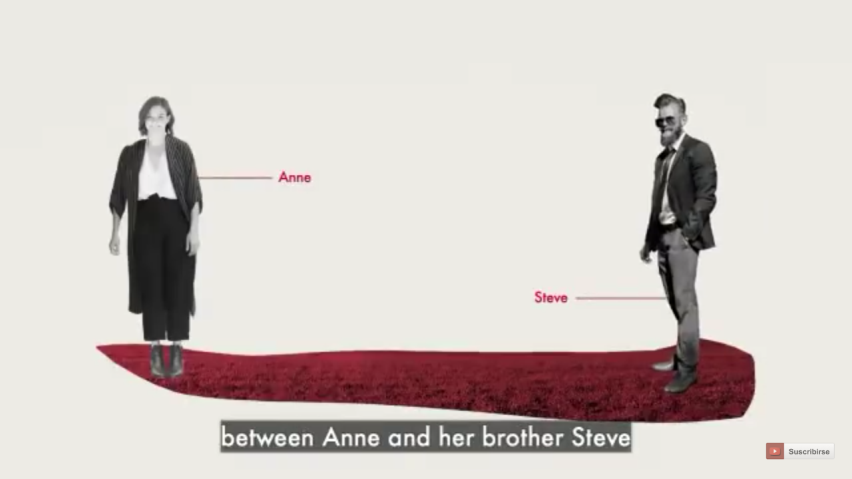 Anne
Steve
between Anne and her brother Steve
Suscribirse